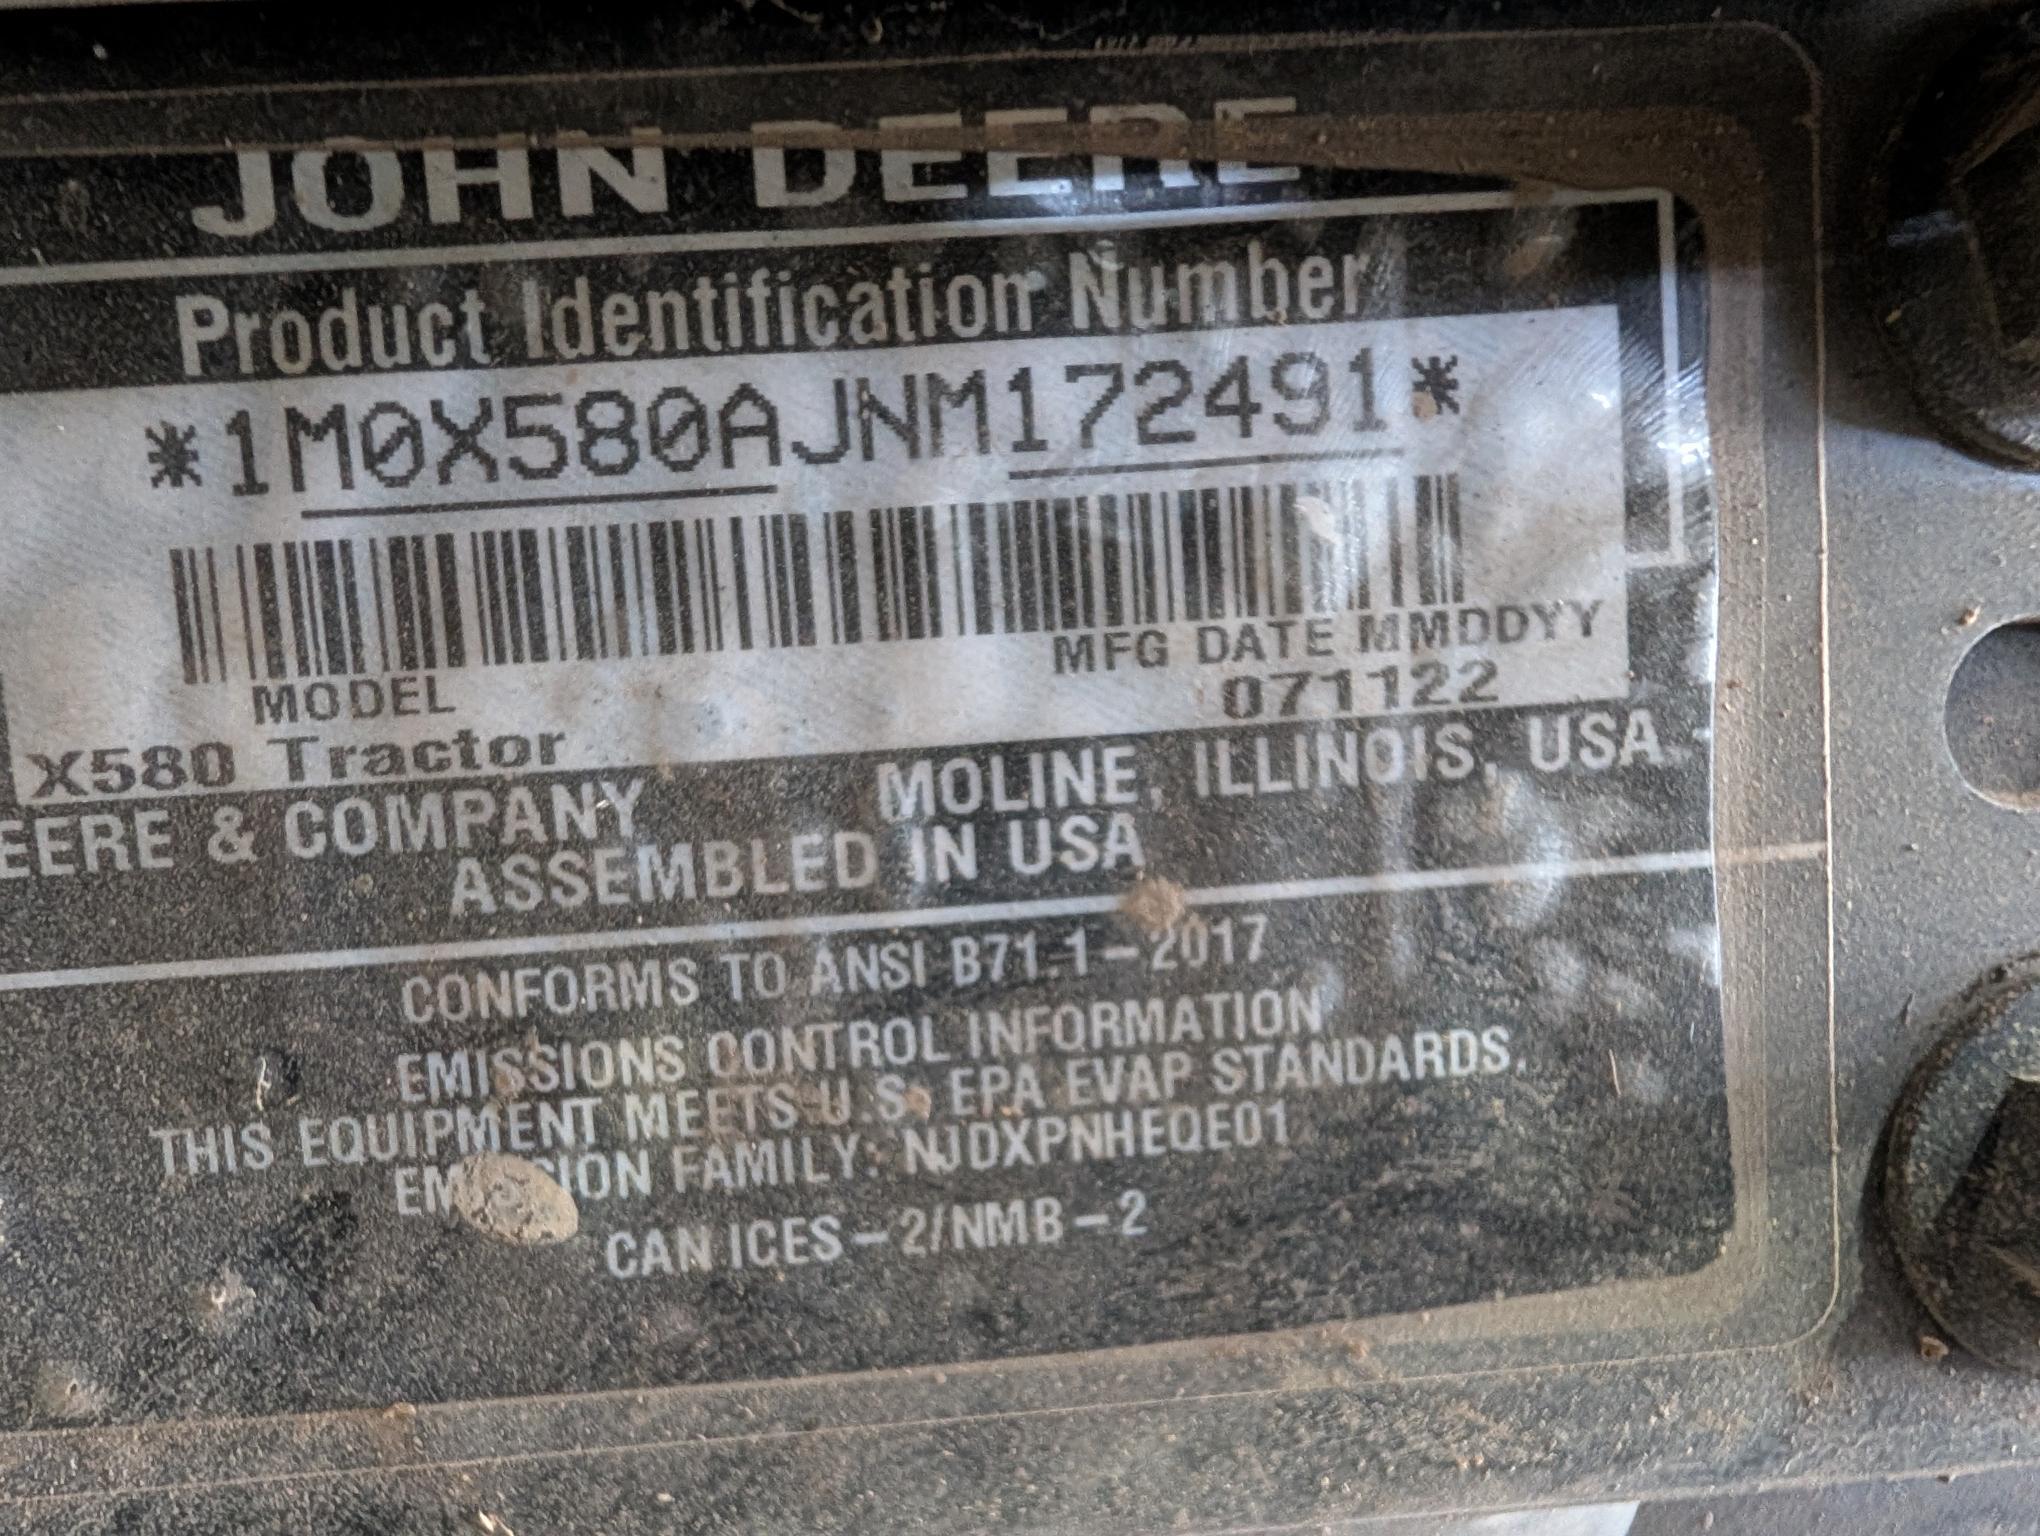 JOHN DEERE
Product Identification Number
*1M0X580AJNM172491*
MODEL
MFG DATE MMDDYY
X580 Tractor
071122
EERE & COMPANY MOLINE, ILLINOIS, USA
ASSEMBLED IN USA
CONFORMS TO ANSI B71.1-2017
EMISSIONS CONTROL INFORMATION
THIS EQUIPMENT MEETS U.S. EPA EVAP STANDARDS.
FAMILY: NJDXPNHEQE01
CAN ICES-2/NMB-2